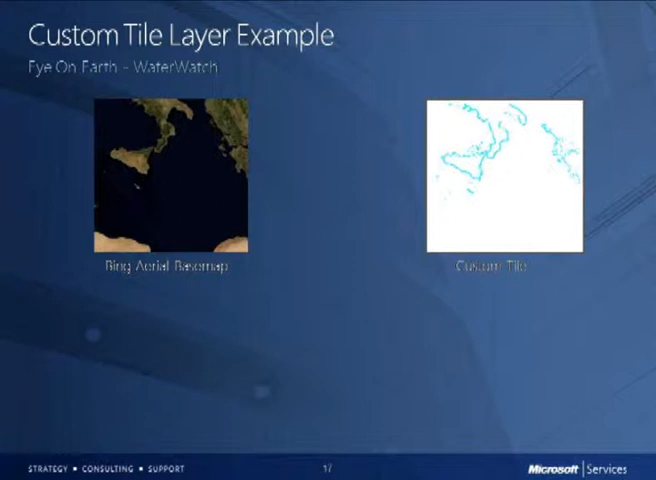 Custom Tile Layer Example
Eye On Earth - WaterWatch
Bing Aerial Basemap
Custom Tile
STRATEGY ▪ CONSULTING ▪ SUPPORT
17
Microsoft | Services